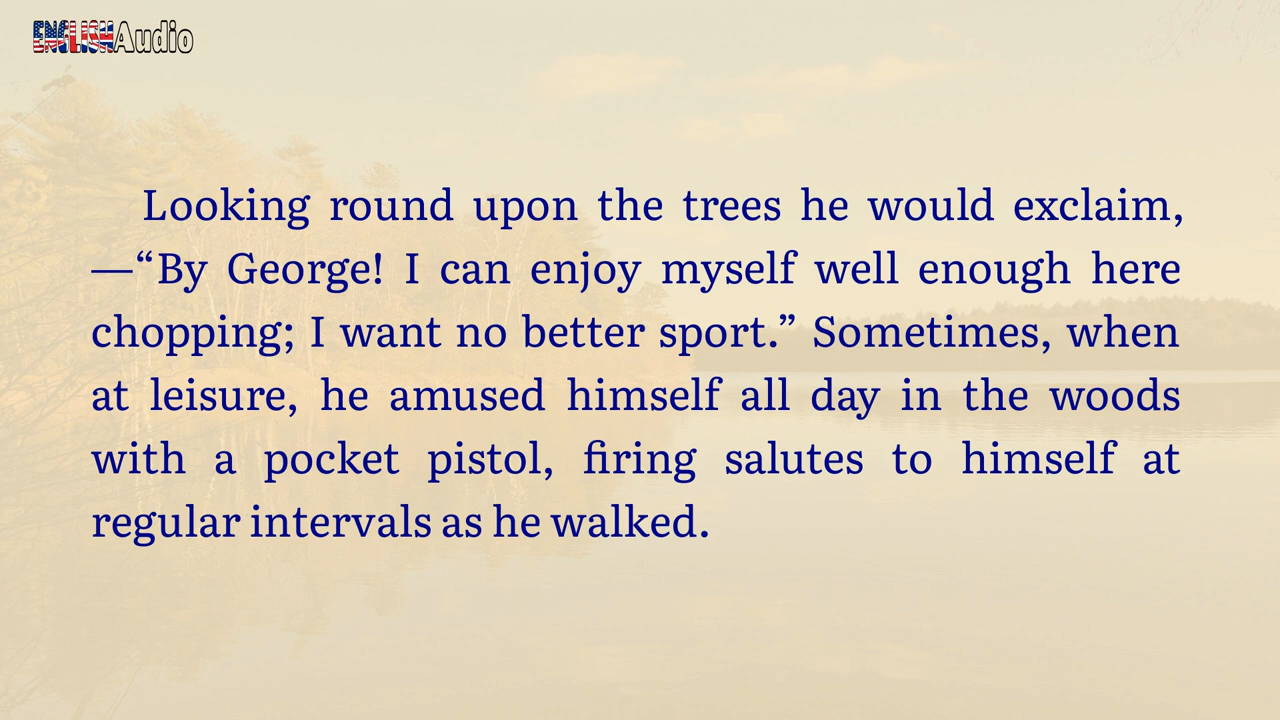 ENGLISHAudio
Looking round upon the trees he would exclaim,
—“By George! I can enjoy myself well enough here
chopping; I want no better sport.” Sometimes, when
at leisure, he amused himself all day in the woods
with a pocket pistol, firing salutes to himself at
regular intervals as he walked.